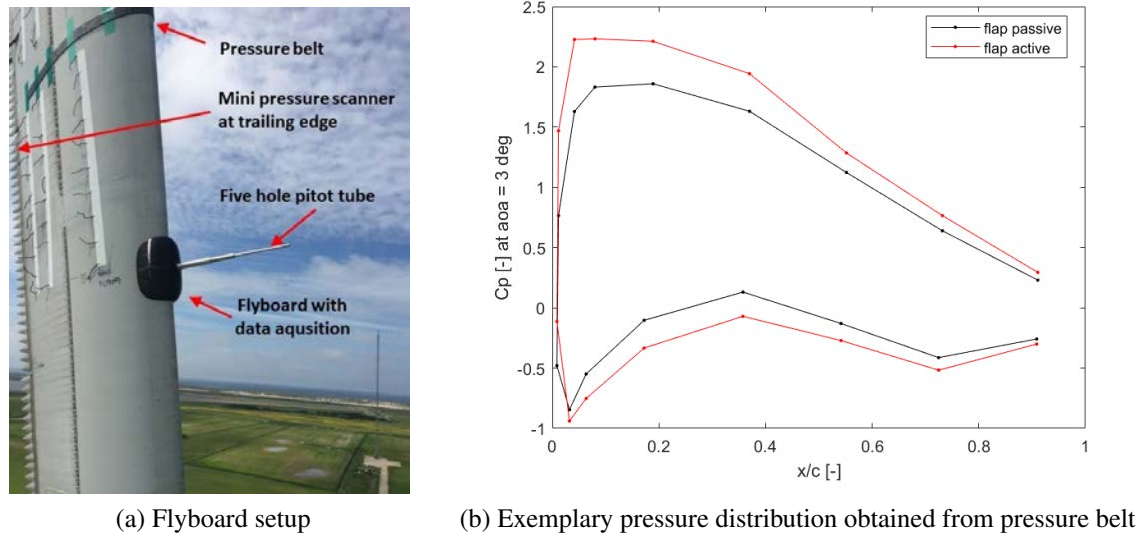 Pressure belt
Mini pressure scanner
at trailing edge
Five hole pitot tube
Flyboard with
data aqusition
(a) Flyboard setup
flap passive
flap active
2.5
2
1.5
1
0.5
0
-0.5
-1
Cp [-] at aoa = 3 deg
0
0.2
0.4
0.6
0.8
1
x/c [-]
(b) Exemplary pressure distribution obtained from pressure belt